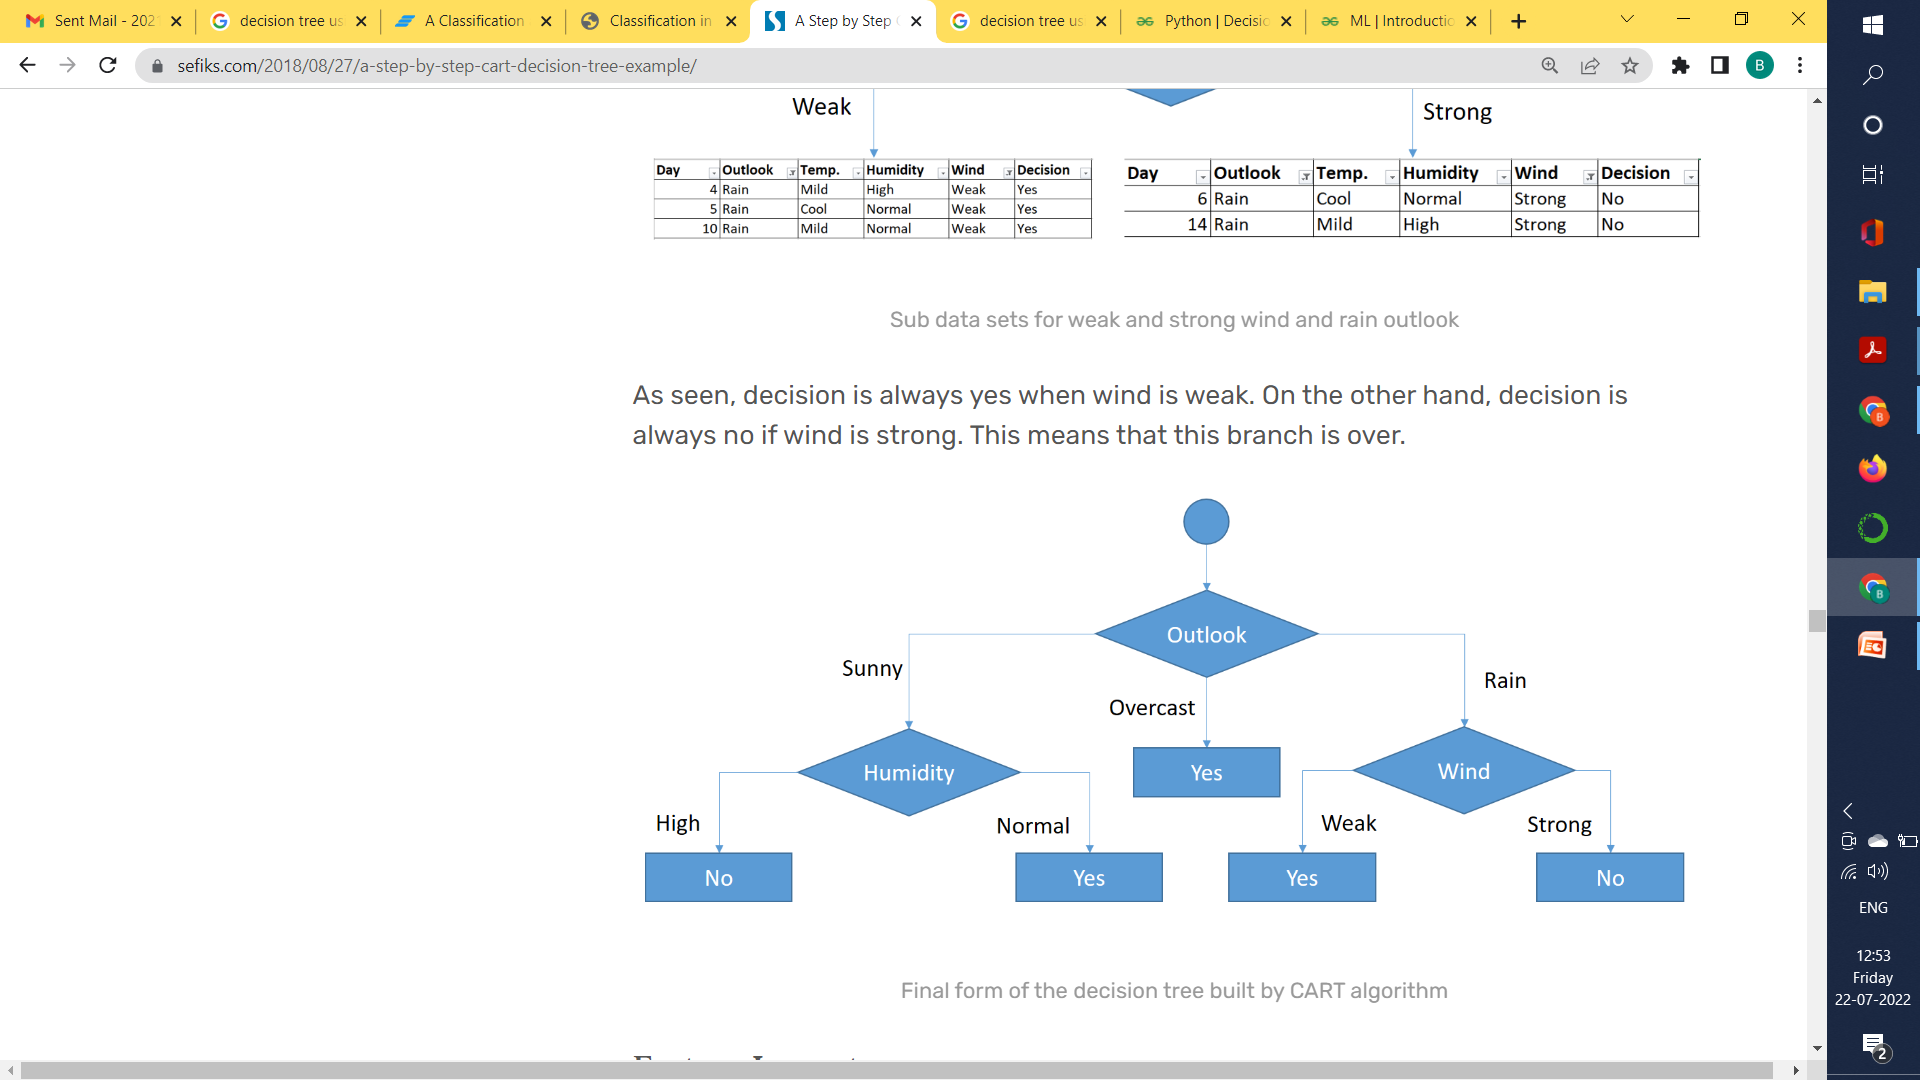 Sent Mail - 202
decision tree us
A Classification
Classification in
A Step by Step
decision tree us
Python | Decisio
ML | Introductio
sefiks.com/2018/08/27/a-step-by-step-cart-decision-tree-example/
B
Weak
Strong
Day Outlook Temp. Humidity Wind Decision
4 Rain Mild High Weak Yes
5 Rain Cool Normal Weak Yes
10 Rain Mild Normal Weak Yes
Day Outlook Temp. Humidity Wind Decision
6 Rain Cool Normal Strong No
14 Rain Mild High Strong No
Sub data sets for weak and strong wind and rain outlook
As seen, decision is always yes when wind is weak. On the other hand, decision is
always no if wind is strong. This means that this branch is over.
Outlook
Sunny
Overcast
Rain
Humidity
Yes
Wind
High
Normal
Weak
Strong
No
Yes
Yes
No
Final form of the decision tree built by CART algorithm
B
B
ENG
12:53
Friday
22-07-2022
2